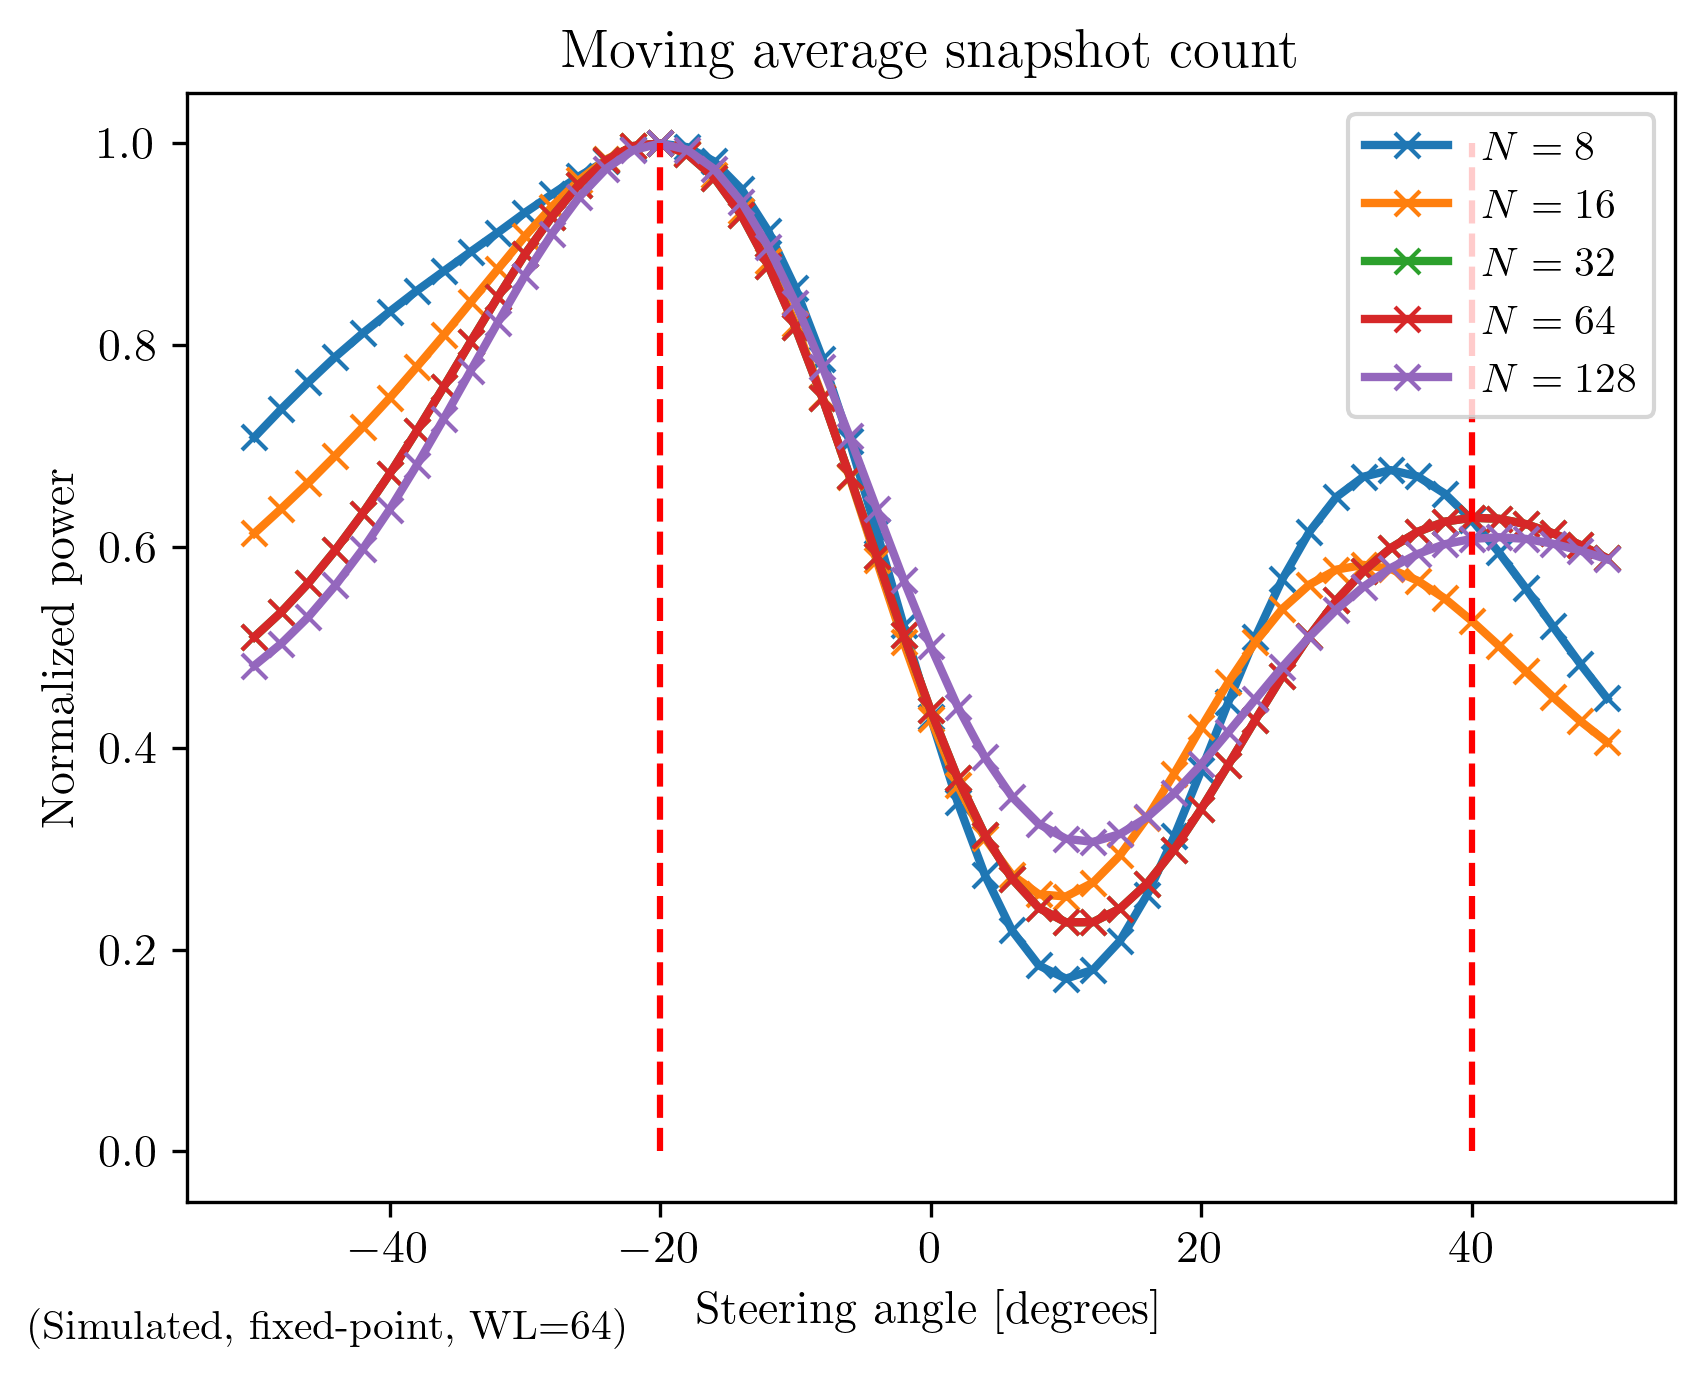 Moving average snapshot count
Normalized power
1.0
0.8
0.6
0.4
0.2
0.0
N = 8
N = 16
N = 32
N = 64
N = 128
−40
−20
0
20
40
Steering angle [degrees]
(Simulated, fixed-point, WL=64)